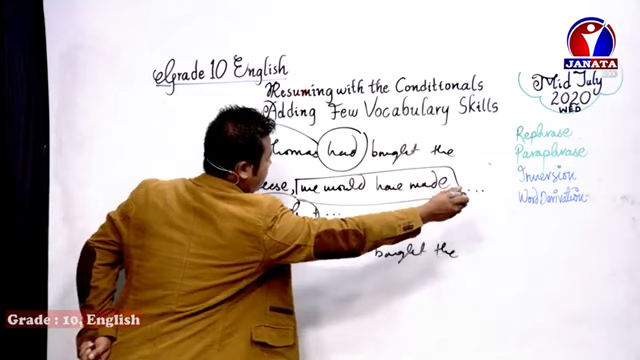 Grade 10 English
Resuming with the Conditionals
Adding Few Vocabulary Skills
had bought the
we would have made ....
bought the
Mid July
2020
WED
Rephrase
Paraphrase
Inversion
Word Derivation
JANATA
Grade : 10, English